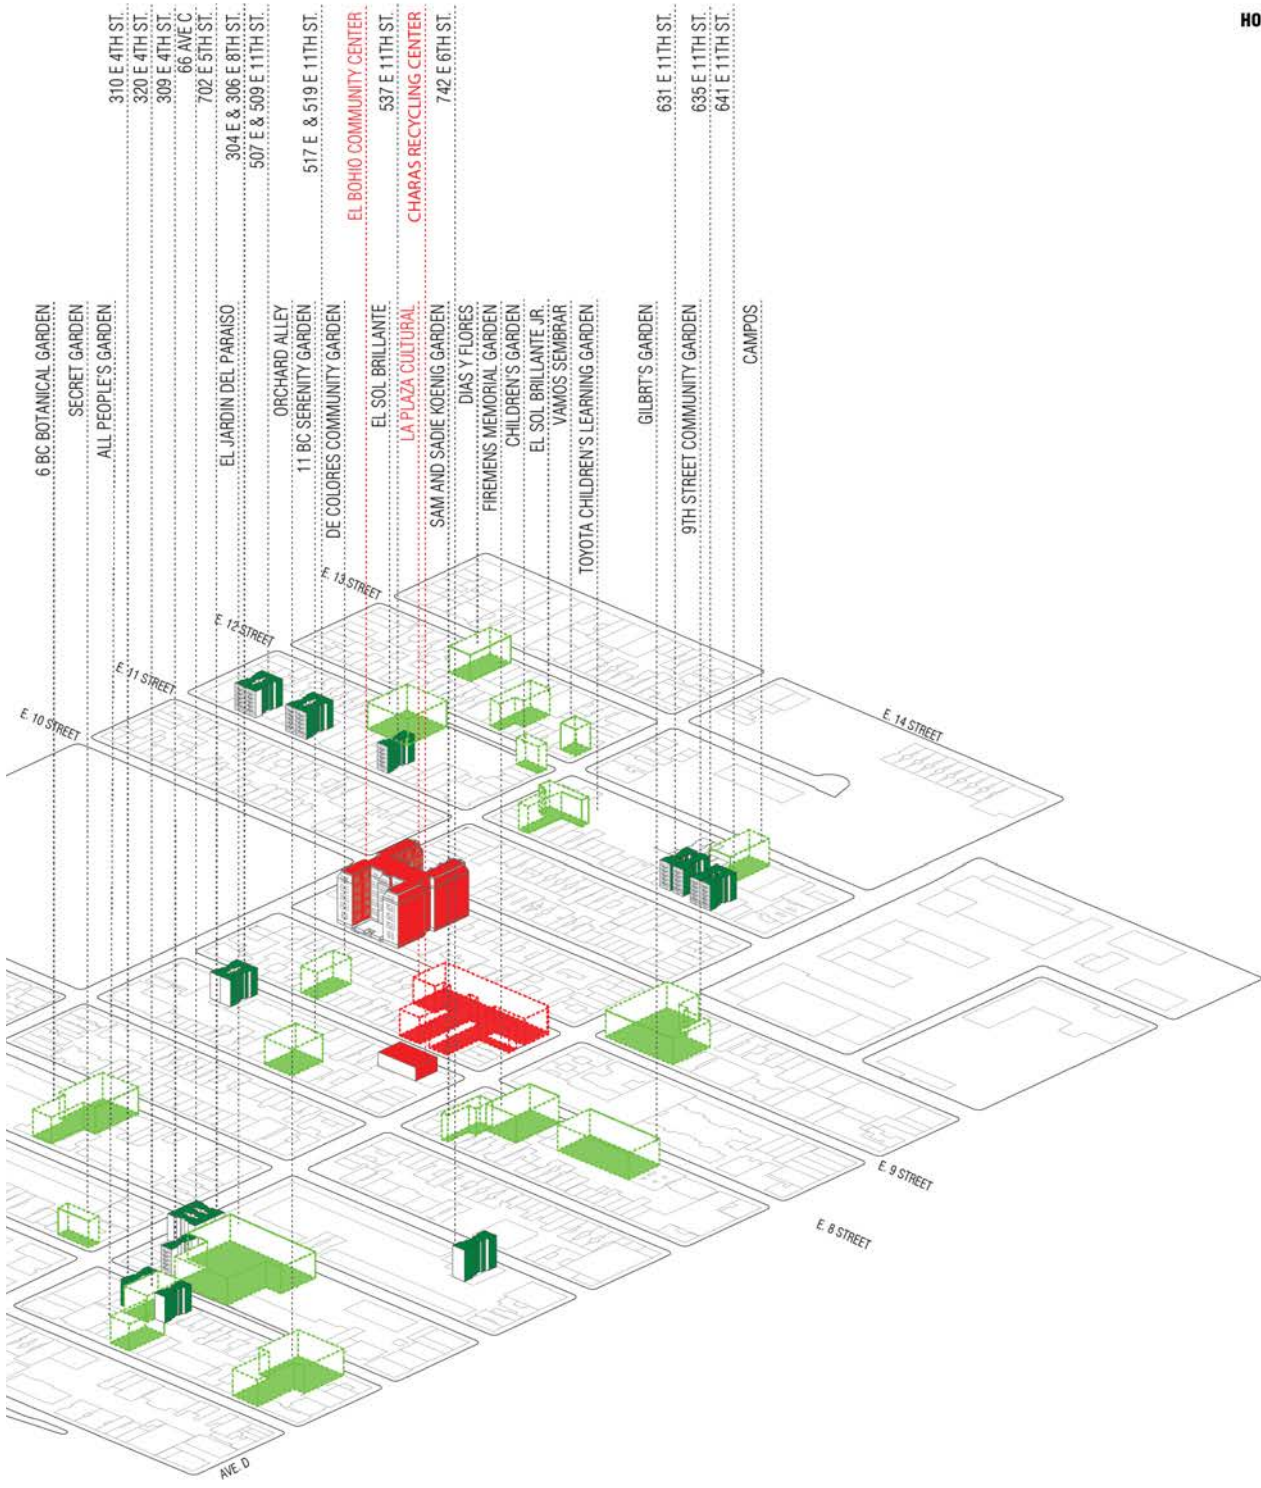 HO
310 E 4TH ST.
320 E 4TH ST.
309 E 4TH ST.
66 AVE C
702 E 5TH ST.
304 E & 306 E 8TH ST.
507 E & 509 E 11TH ST.
517 E & 519 E 11TH ST.
EL BOHIO COMMUNITY CENTER
537 E 11TH ST.
CHARAS RECYCLING CENTER
742 E 6TH ST.
631 E 11TH ST.
635 E 11TH ST.
641 E 11TH ST.
6 BC BOTANICAL GARDEN
SECRET GARDEN
ALL PEOPLE'S GARDEN
EL JARDIN DEL PARAISO
ORCHARD ALLEY
11 BC SERENITY GARDEN
DE COLORES COMMUNITY GARDEN
EL SOL BRILLANTE
LA PLAZA CULTURAL
SAM AND SADIE KOENIG GARDEN
DIAS Y FLORES
FIREMENS MEMORIAL GARDEN
CHILDREN'S GARDEN
EL SOL BRILLANTE JR.
VAMOS SEMBRAR
TOYOTA CHILDREN'S LEARNING GARDEN
GILBRT'S GARDEN
9TH STREET COMMUNITY GARDEN
CAMPOS
E. 13 STREET
E. 12 STREET
E. 11 STREET
E. 10 STREET
E. 14 STREET
E. 9 STREET
E. 8 STREET
AVE. D